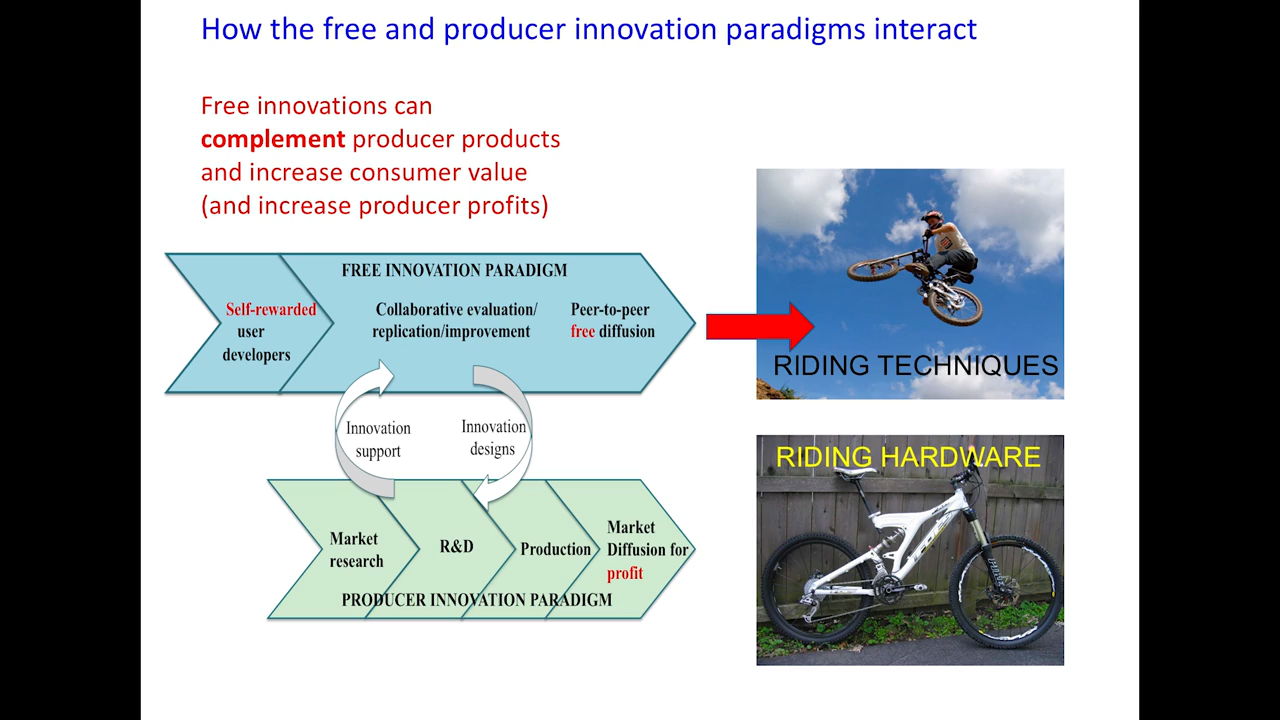 How the free and producer innovation paradigms interact
Free innovations can
complement producer products
and increase consumer value
(and increase producer profits)
FREE INNOVATION PARADIGM
Self-rewarded
user
developers
Collaborative evaluation/
replication/improvement
Peer-to-peer
free diffusion
RIDING TECHNIQUES
Innovation
support
Innovation
designs
RIDING HARDWARE
Market
research
R&D
Production
Market
Diffusion for
profit
PRODUCER INNOVATION PARADIGM